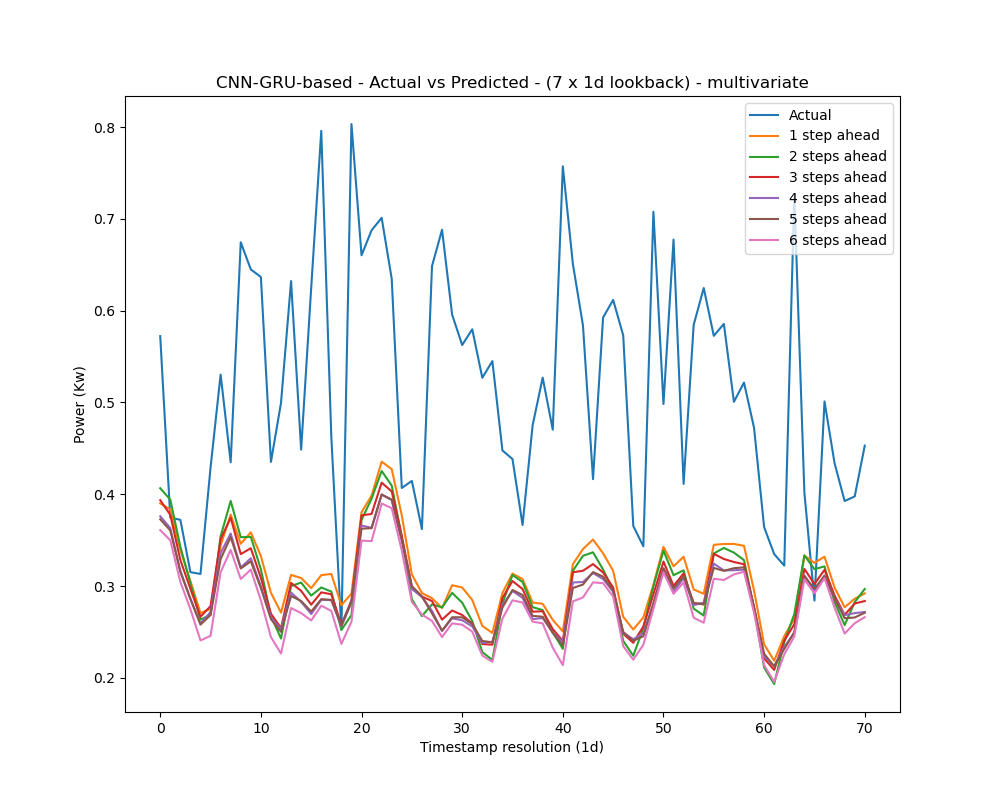 CNN-GRU-based - Actual vs Predicted - (7 x 1d lookback) - multivariate
Actual
1 step ahead
2 steps ahead
3 steps ahead
4 steps ahead
5 steps ahead
6 steps ahead
Power (Kw)
0.8
0.7
0.6
0.5
0.4
0.3
0.2
0 10 20 30 40 50 60 70
Timestamp resolution (1d)